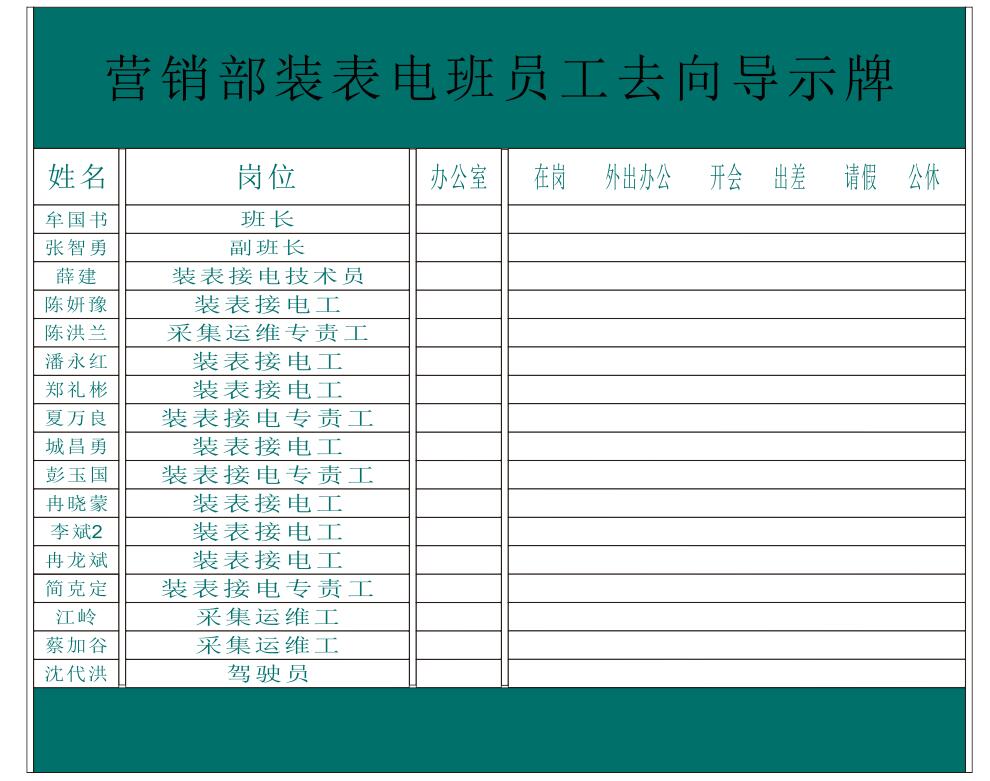 营销部装表电班员工去向导示牌
姓名 岗位 办公室 在岗 外出办公 开会 出差 请假 公休
牟国书 班长
张智勇 副班长
薛建 装表接电技术员
陈妍豫 装表接电工
陈洪兰 采集运维专责工
潘永红 装表接电工
郑礼彬 装表接电工
夏万良 装表接电专责工
城昌勇 装表接电工
彭玉国 装表接电专责工
冉晓蒙 装表接电工
李斌2 装表接电工
冉龙斌 装表接电工
简克定 装表接电专责工
江岭 采集运维工
蔡加谷 采集运维工
沈代洪 驾驶员